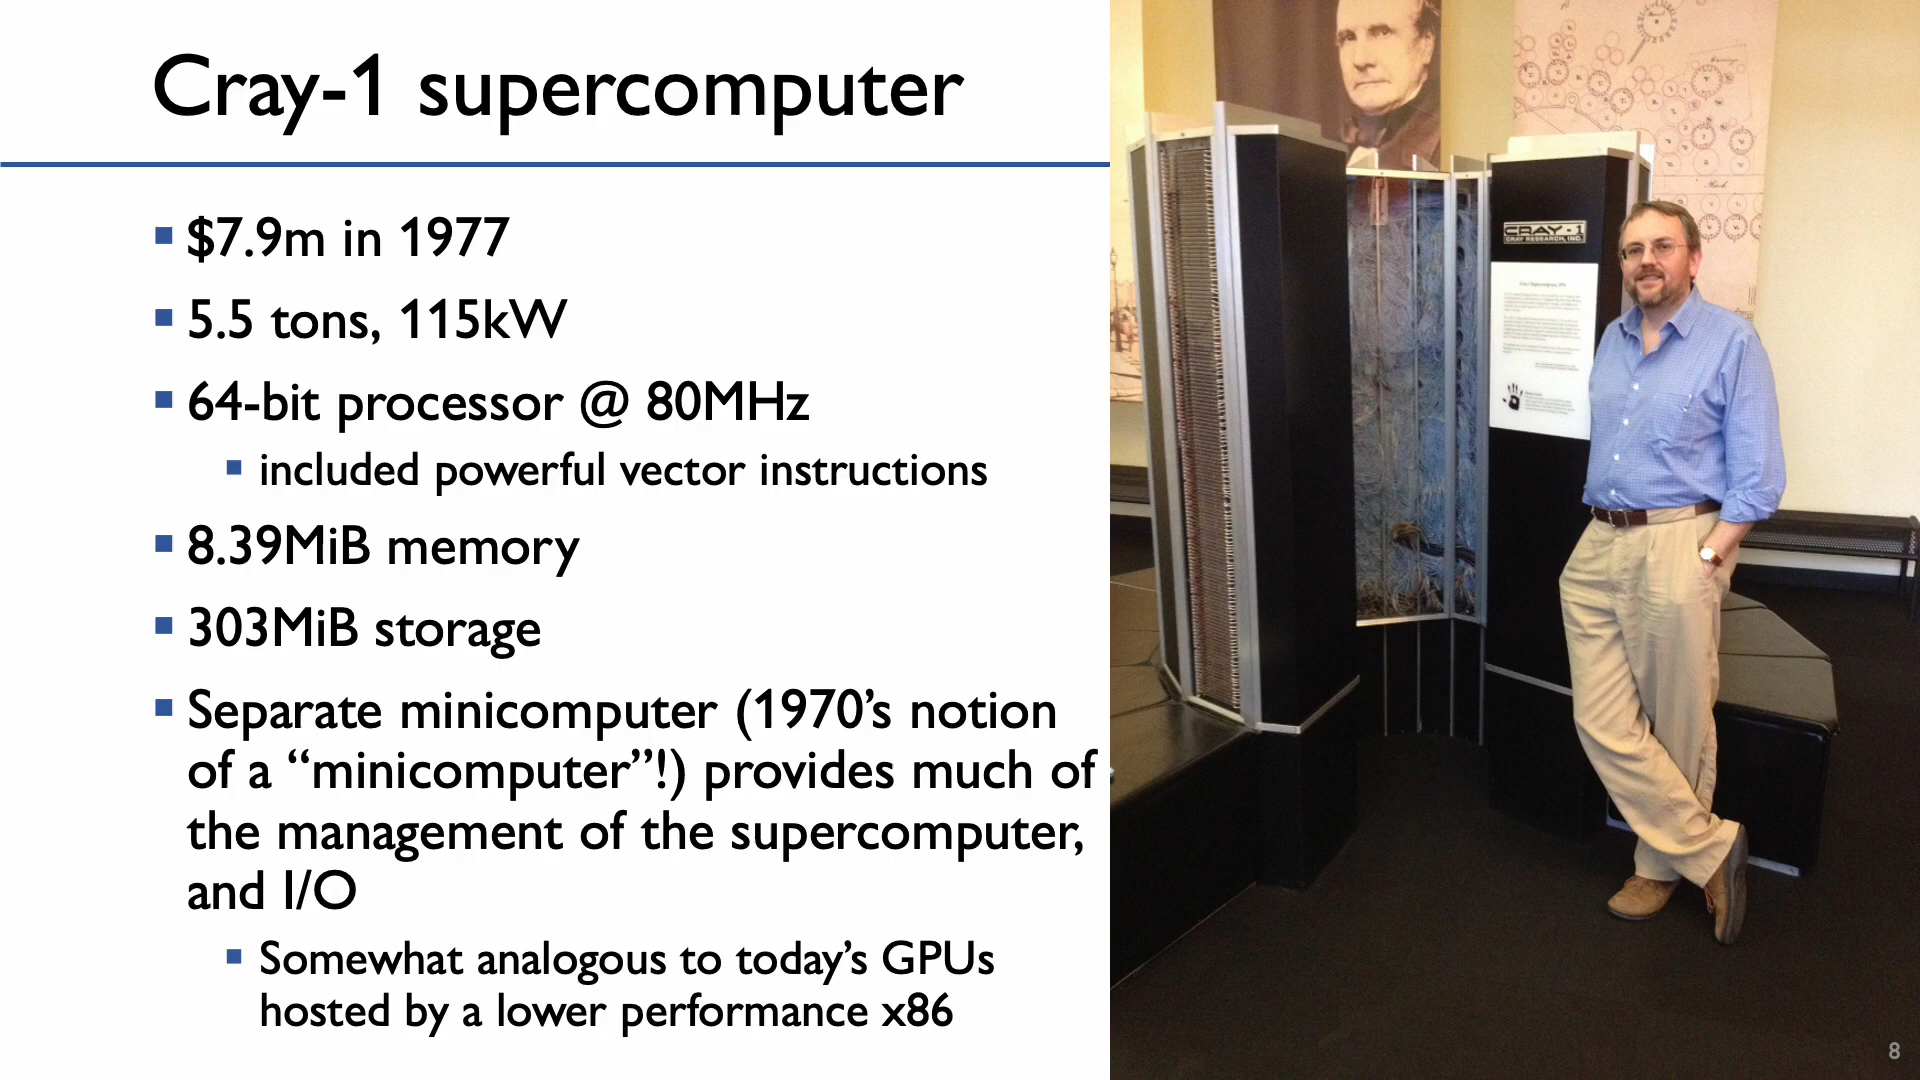 Cray-1 supercomputer
$7.9m in 1977
5.5 tons, 115kW
64-bit processor @ 80MHz
included powerful vector instructions
8.39MiB memory
303MiB storage
Separate minicomputer (1970’s notion
of a “minicomputer”!) provides much of
the management of the supercomputer,
and I/O
Somewhat analogous to today’s GPUs
hosted by a lower performance x86
CRAY-1
CRAY RESEARCH, INC.
8